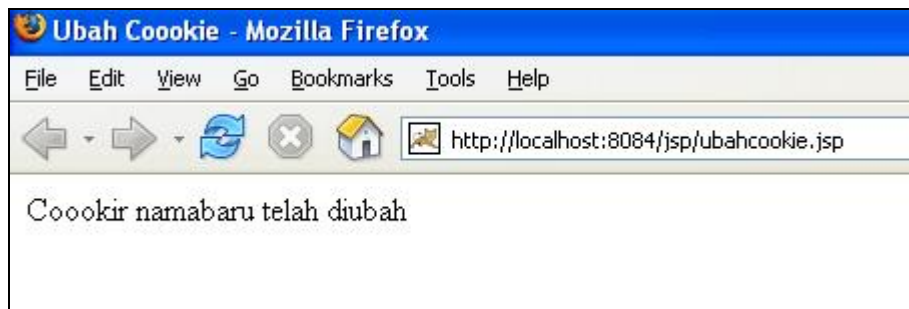 Ubah Coookie - Mozilla Firefox
File Edit View Go Bookmarks Tools Help
http://localhost:8084/jsp/ubahcookie.jsp
Coookir namabaru telah diubah